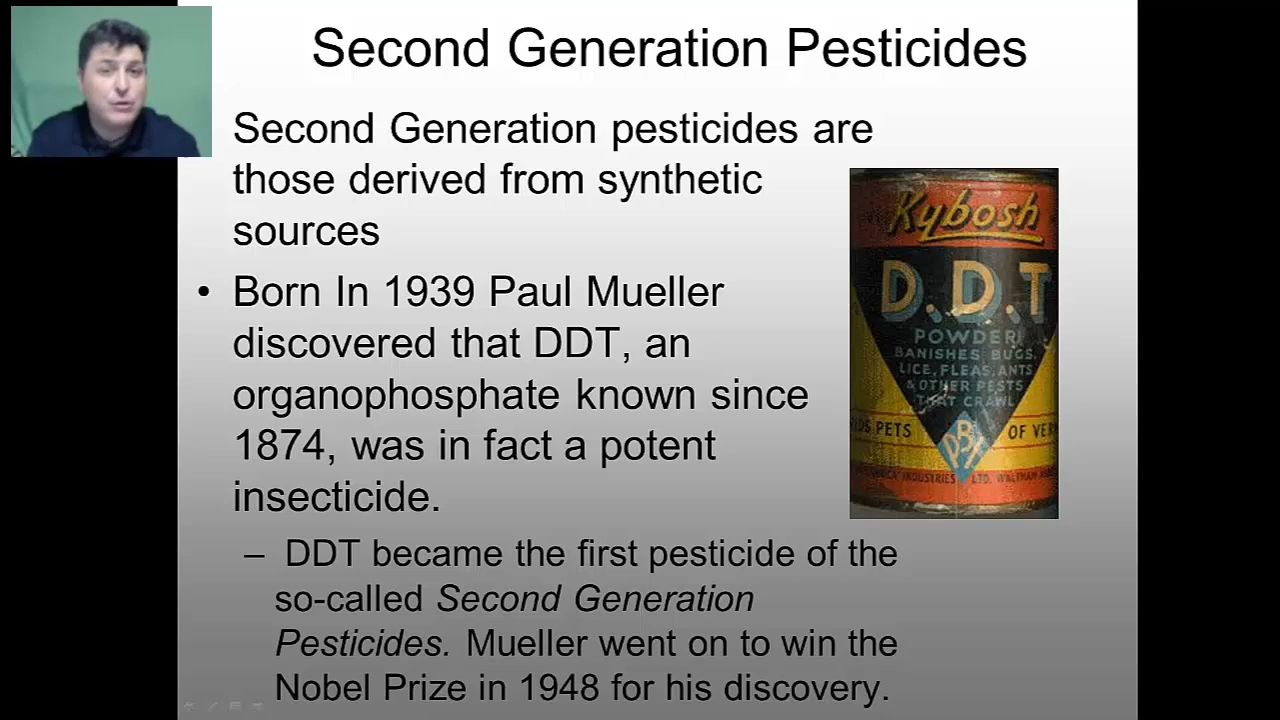 Second Generation Pesticides
Second Generation pesticides are
those derived from synthetic
sources
• Born In 1939 Paul Mueller
discovered that DDT, an
organophosphate known since
1874, was in fact a potent
insecticide.
– DDT became the first pesticide of the
so-called Second Generation
Pesticides. Mueller went on to win the
Nobel Prize in 1948 for his discovery.
Kybosh
D.D.T
POWDER
BANISHES BUGS,
LICE, FLEAS, ANTS
& OTHER PESTS
THAT CRAWL
PETS
OF
INDUSTRIES LTD.